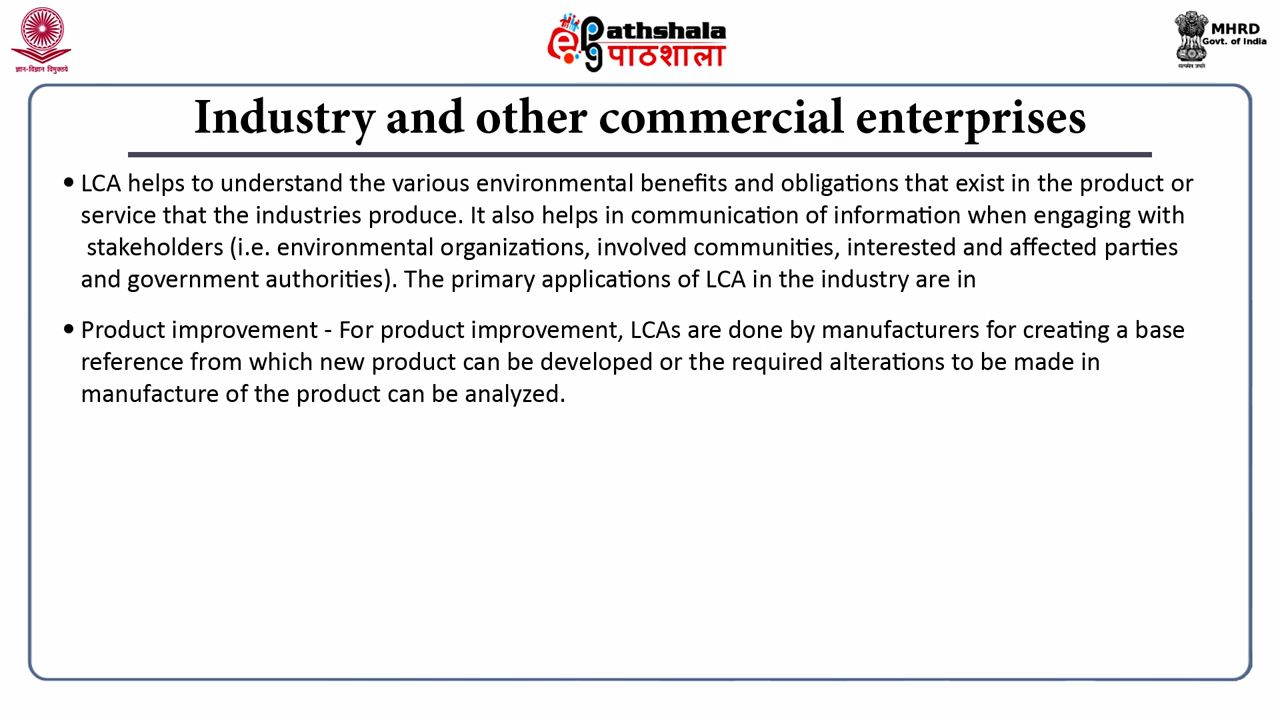 ज्ञान-विज्ञान विमुक्तये
ePathshala
पाठशाला
MHRD
Govt. of India
सत्यमेव जयते
Industry and other commercial enterprises
• LCA helps to understand the various environmental benefits and obligations that exist in the product or
service that the industries produce. It also helps in communication of information when engaging with
stakeholders (i.e. environmental organizations, involved communities, interested and affected parties
and government authorities). The primary applications of LCA in the industry are in
• Product improvement - For product improvement, LCAs are done by manufacturers for creating a base
reference from which new product can be developed or the required alterations to be made in
manufacture of the product can be analyzed.